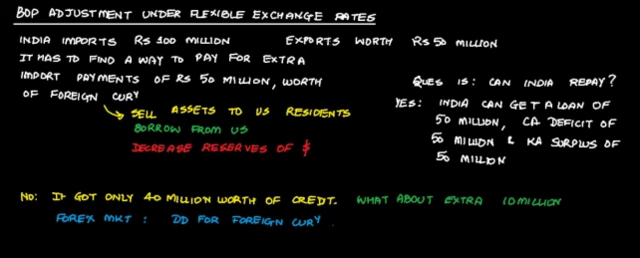 BOP ADJUSTMENT UNDER FLEXIBLE EXCHANGE RATES
INDIA IMPORTS RS 100 MILLION EXPORTS WORTH RS 50 MILLION
IT HAS TO FIND A WAY TO PAY FOR EXTRA
IMPORT PAYMENTS OF RS 50 MILLION, WORTH
OF FOREIGN CURY
SELL ASSETS TO US RESIDENTS
BORROW FROM US
DECREASE RESERVES OF $
QUES IS: CAN INDIA REPAY?
YES: INDIA CAN GET A LOAN OF
50 MILLION, CA DEFICIT OF
50 MILLION & KA SURPLUS OF
50 MILLION
NO: IT GOT ONLY 40 MILLION WORTH OF CREDIT. WHAT ABOUT EXTRA 10 MILLION
FOREX MKT: DD FOR FOREIGN CURY.